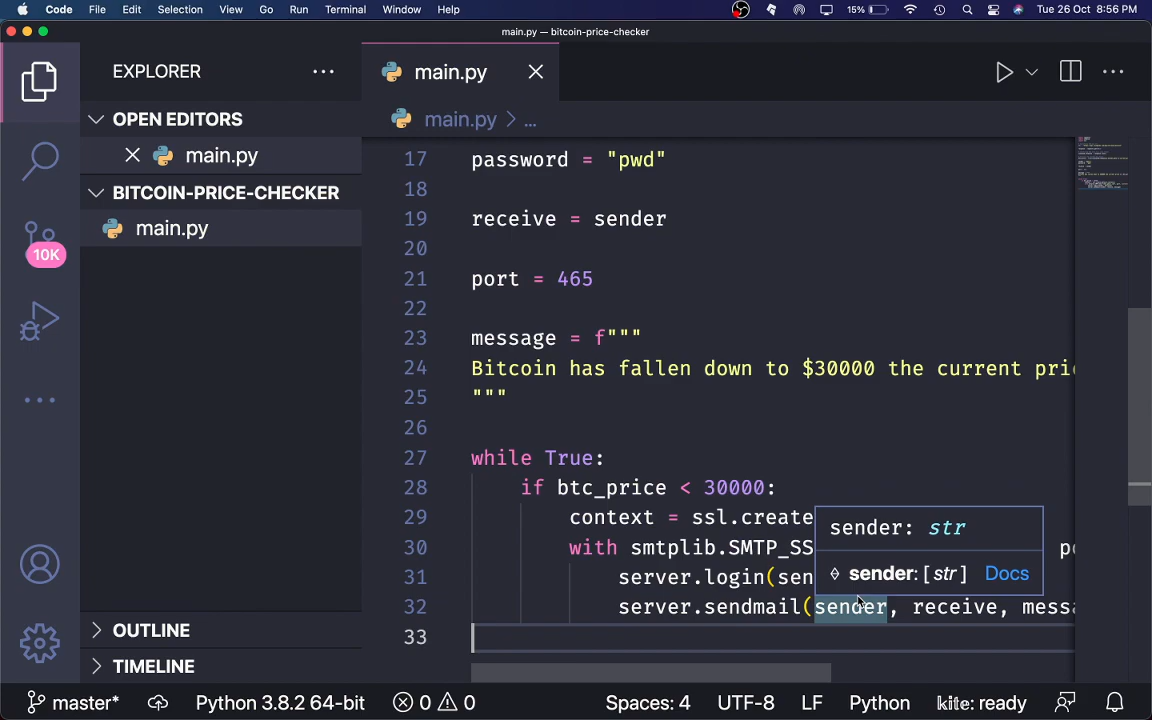 Code File Edit Selection View Go Run Terminal Window Help 15% Tue 26 Oct 8:56 PM
main.py — bitcoin-price-checker
EXPLORER
main.py
OPEN EDITORS
main.py > ...
main.py
BITCOIN-PRICE-CHECKER
main.py
10K
17 password = "pwd"
18
19 receive = sender
20
21 port = 465
22
23 message = f"""
24 Bitcoin has fallen down to $30000 the current pric
25 """
26
27 while True:
28 if btc_price < 30000:
29 context = ssl.create
30 with smtplib.SMTP_SS po
31 server.login(sen
32 server.sendmail(sender, receive, messa
33
sender: str
sender:[str] Docs
OUTLINE
TIMELINE
master* Python 3.8.2 64-bit 0 0 Spaces: 4 UTF-8 LF Python kite: ready